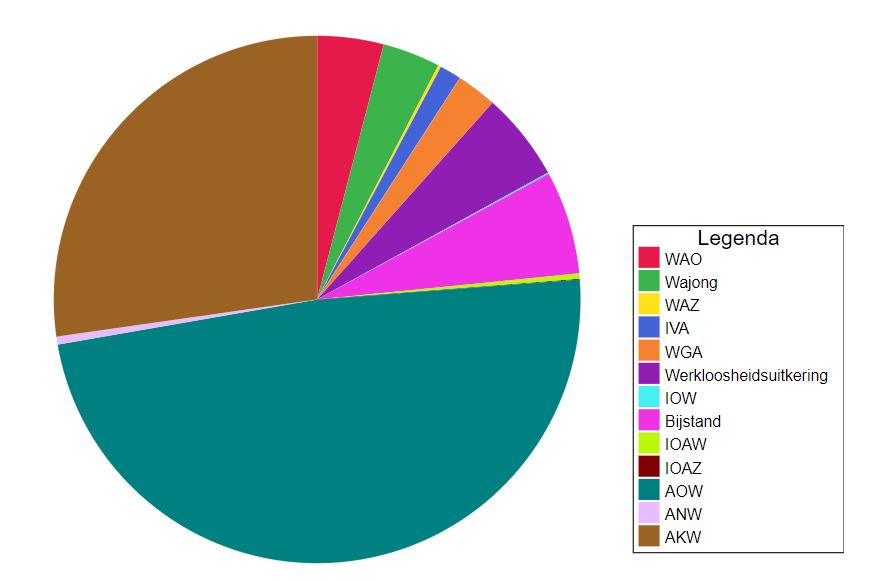 Legenda
WAO
Wajong
WAZ
IVA
WGA
Werkloosheidsuitkering
IOW
Bijstand
IOAW
IOAZ
AOW
ANW
AKW